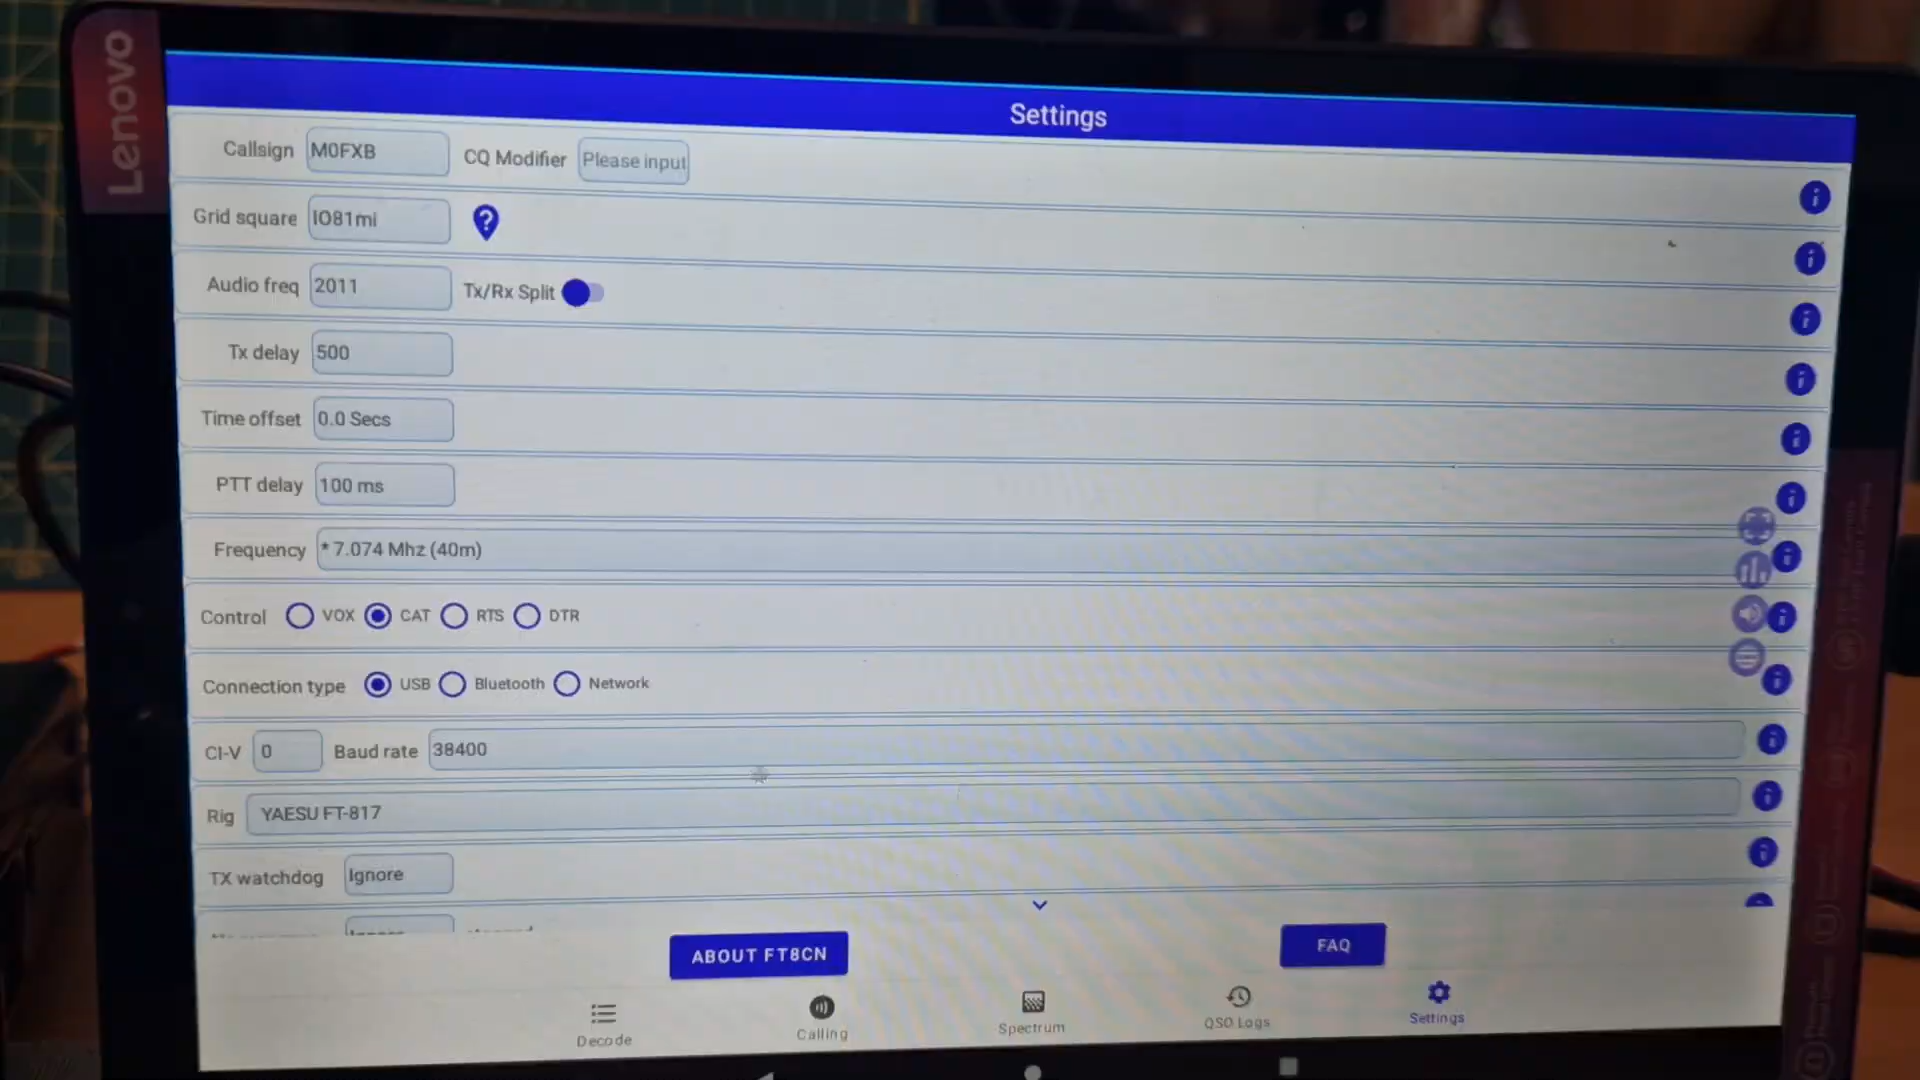 Lenovo
Settings
Callsign M0FXB CQ Modifier Please input
Grid square IO81mi
Audio freq 2011 Tx/Rx Split
Tx delay 500
Time offset 0.0 Secs
PTT delay 100 ms
Frequency *7.074 Mhz (40m)
Control VOX CAT RTS DTR
Connection type USB Bluetooth Network
CI-V 0 Baud rate 38400
Rig YAESU FT-817
TX watchdog Ignore
ABOUT FT8CN FAQ
Decode Calling Spectrum QSO Logs Settings